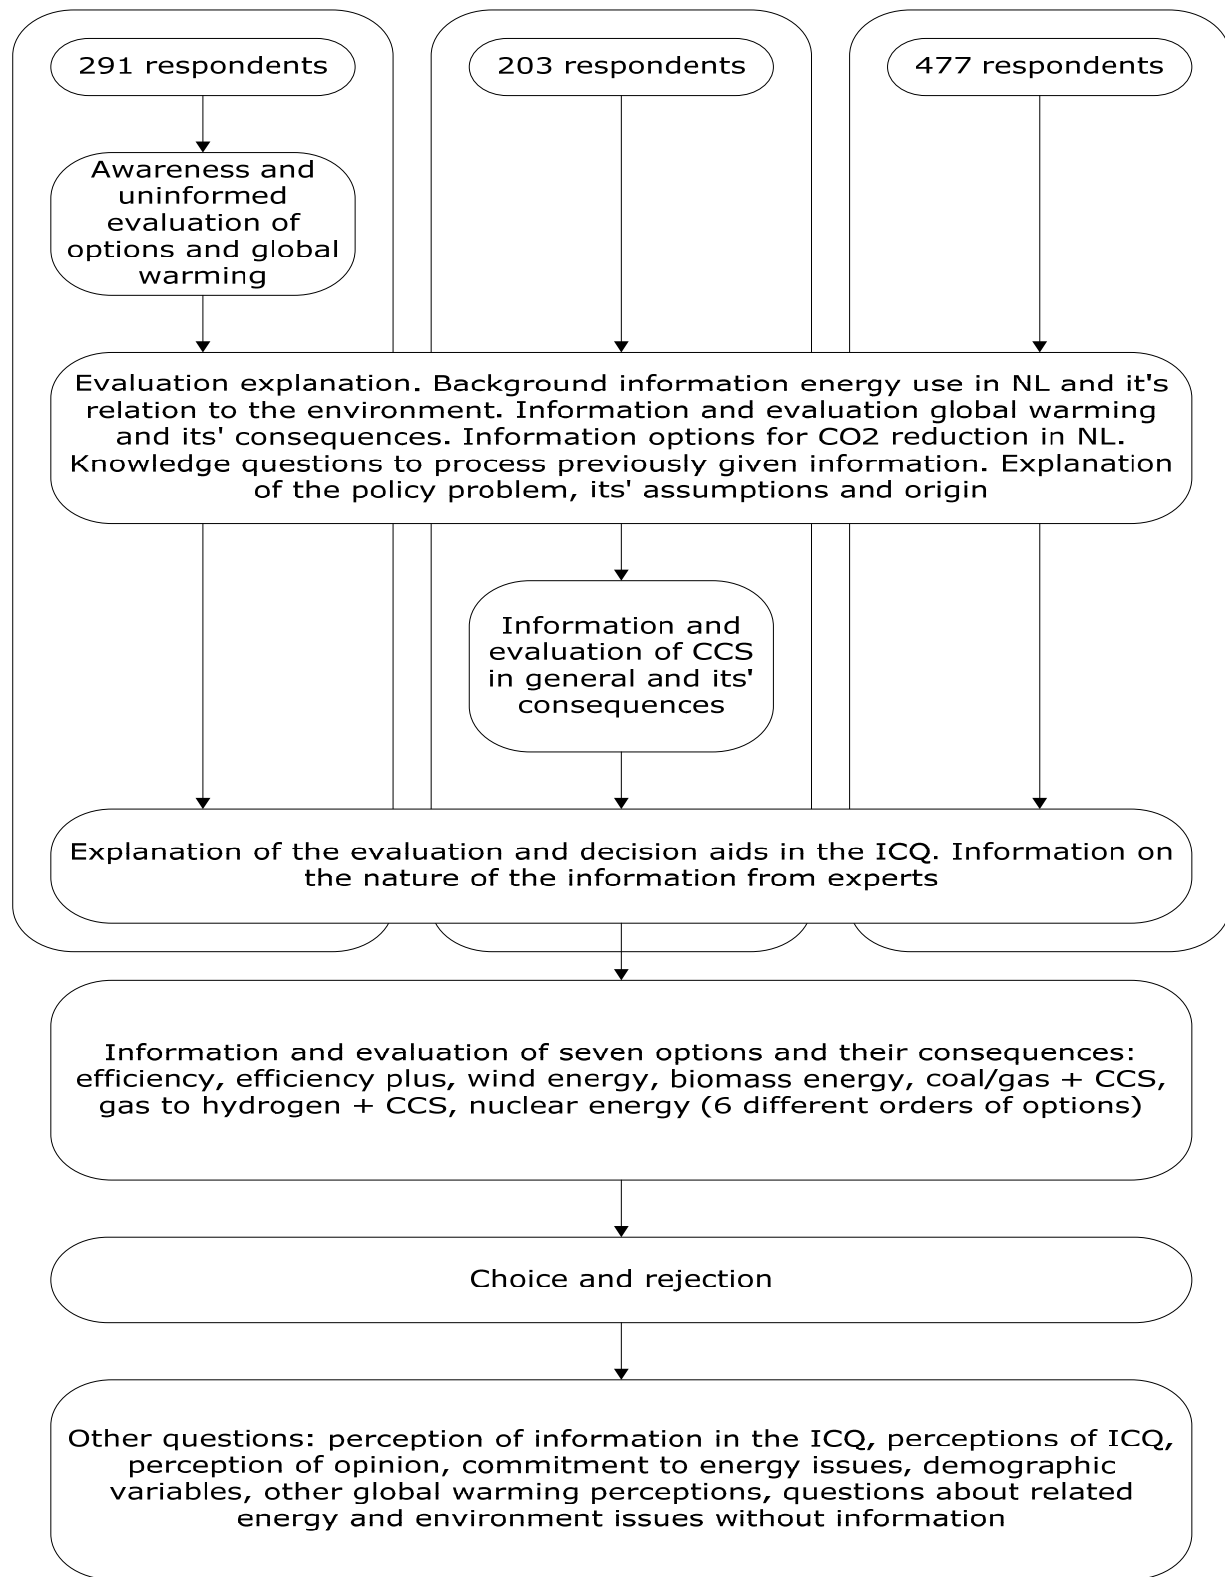 291 respondents
203 respondents
477 respondents
Awareness and
uninformed
evaluation of
options and global
warming
Evaluation explanation. Background information energy use in NL and it's
relation to the environment. Information and evaluation global warming
and its' consequences. Information options for CO2 reduction in NL.
Knowledge questions to process previously given information. Explanation
of the policy problem, its' assumptions and origin
Information and
evaluation of CCS
in general and its'
consequences
Explanation of the evaluation and decision aids in the ICQ. Information on
the nature of the information from experts
Information and evaluation of seven options and their consequences:
efficiency, efficiency plus, wind energy, biomass energy, coal/gas + CCS,
gas to hydrogen + CCS, nuclear energy (6 different orders of options)
Choice and rejection
Other questions: perception of information in the ICQ, perceptions of ICQ,
perception of opinion, commitment to energy issues, demographic
variables, other global warming perceptions, questions about related
energy and environment issues without information